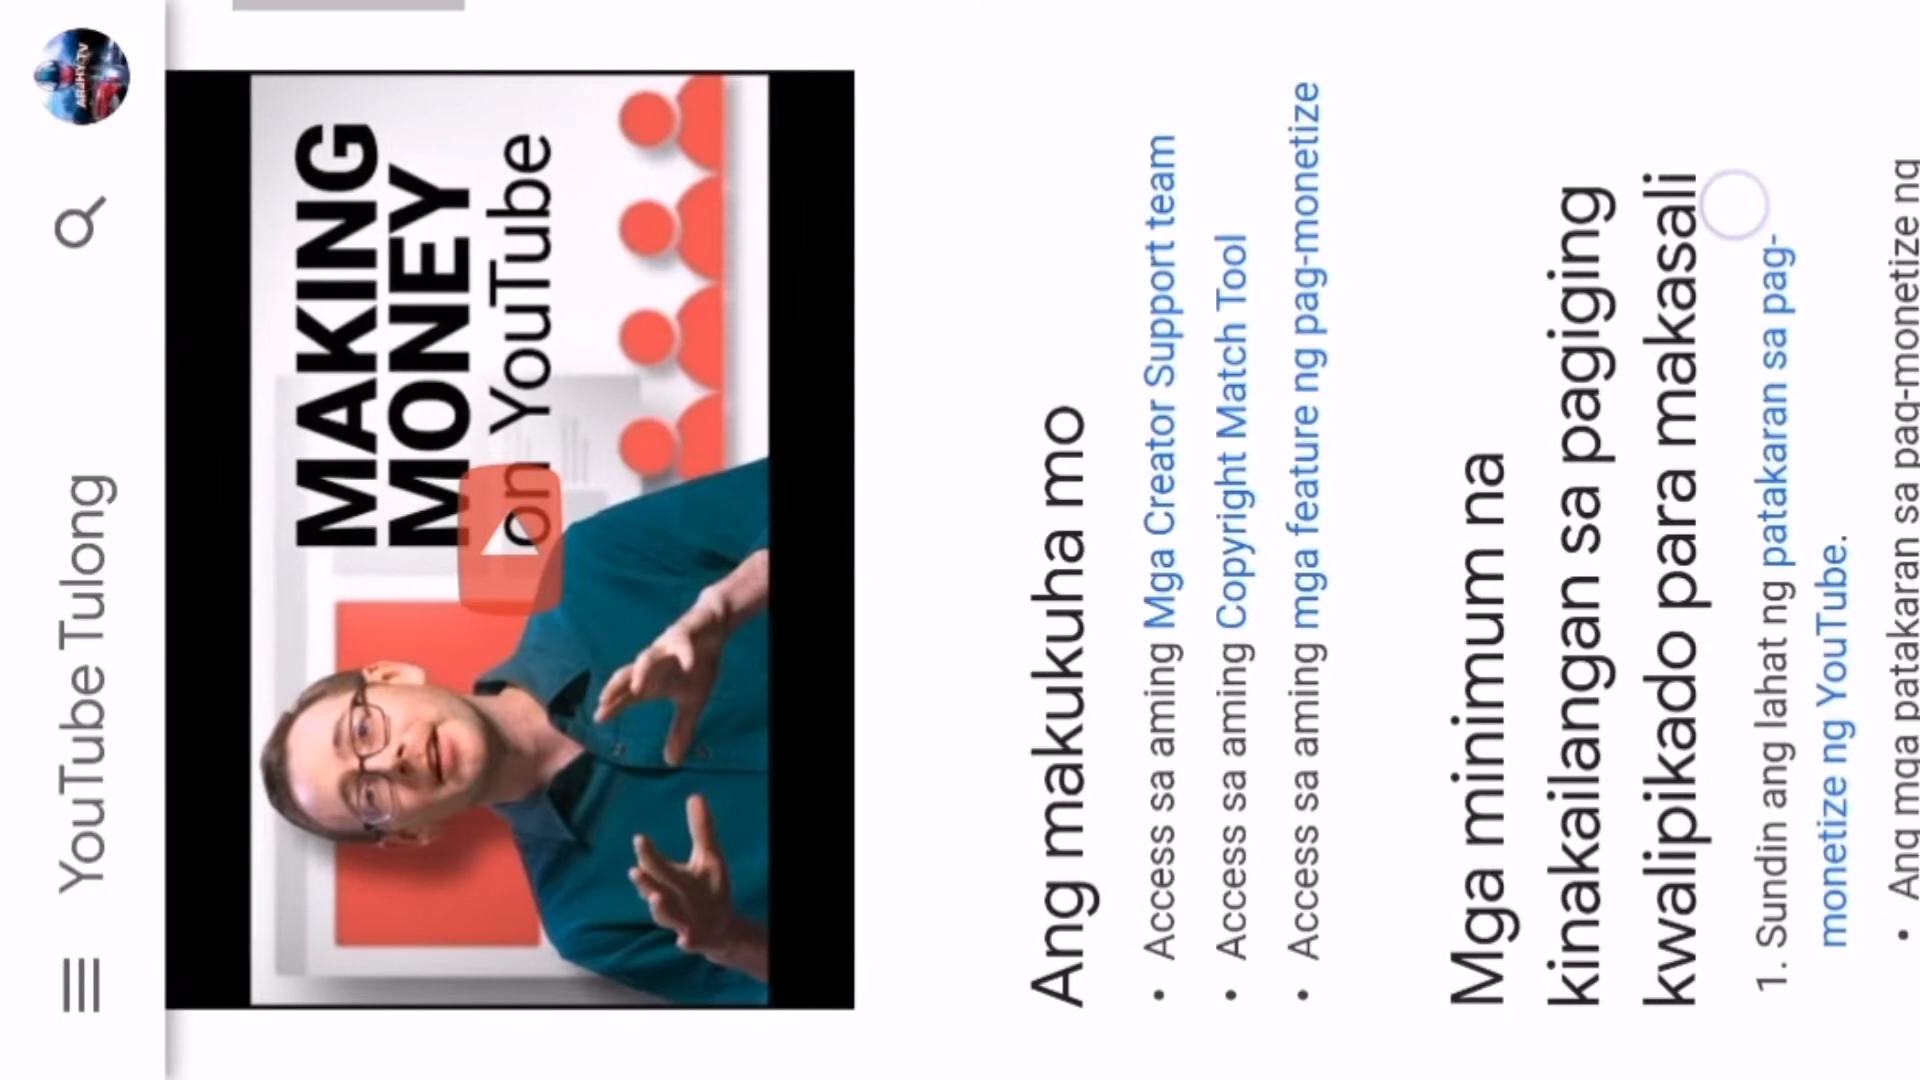 YouTube Tulong
ARJHY TV
MAKING
MONEY
on YouTube
Ang makukuha mo
• Access sa aming Mga Creator Support team
• Access sa aming Copyright Match Tool
• Access sa aming mga feature ng pag-monetize
Mga minimum na
kinakailangan sa pagiging
kwalipikado para makasali
1. Sundin ang lahat ng patakaran sa pag-
monetize ng YouTube.
• Ang mga patakaran sa pag-monetize ng